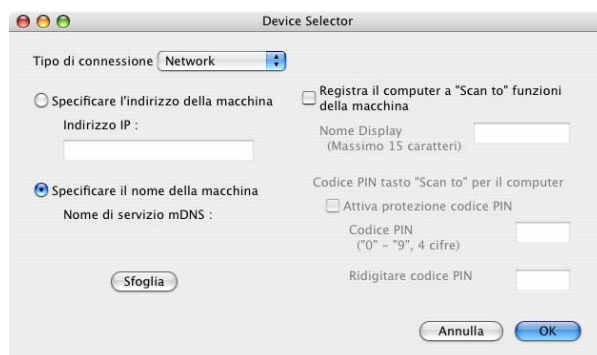 Device Selector
Tipo di connessione Network
Specificare l'indirizzo della macchina
Indirizzo IP :
Specificare il nome della macchina
Nome di servizio mDNS :
Sfoglia
Registra il computer a "Scan to" funzioni
della macchina
Nome Display
(Massimo 15 caratteri)
Codice PIN tasto "Scan to" per il computer
Attiva protezione codice PIN
Codice PIN
("0" – "9", 4 cifre)
Ridigitare codice PIN
Annulla
OK